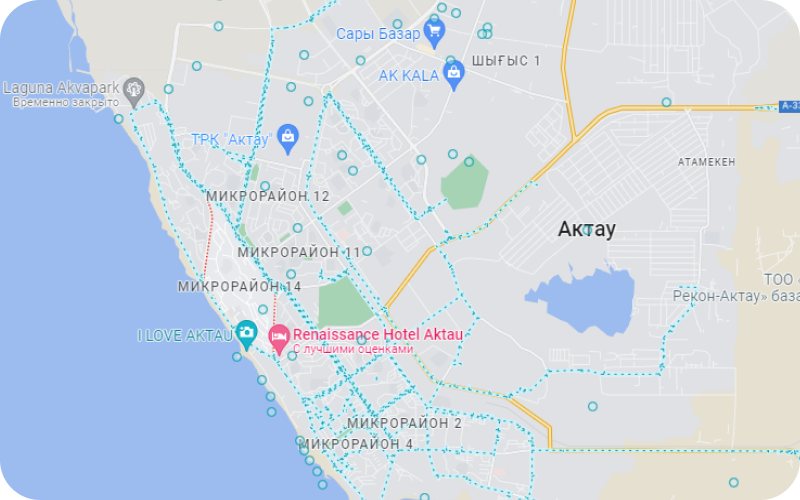 Сары Базар
ШЫҒЫС 1
AK KALA
Laguna Akvapark
Временно закрыто
ТРК "Актау"
АТАМЕКЕН
МИКРОРАЙОН 12
Актау
МИКРОРАЙОН 11
МИКРОРАЙОН 14
ТОО «
Рекон-Актау» база
I LOVE AKTAU
Renaissance Hotel Aktau
С лучшими оценками
МИКРОРАЙОН 2
МИКРОРАЙОН 4